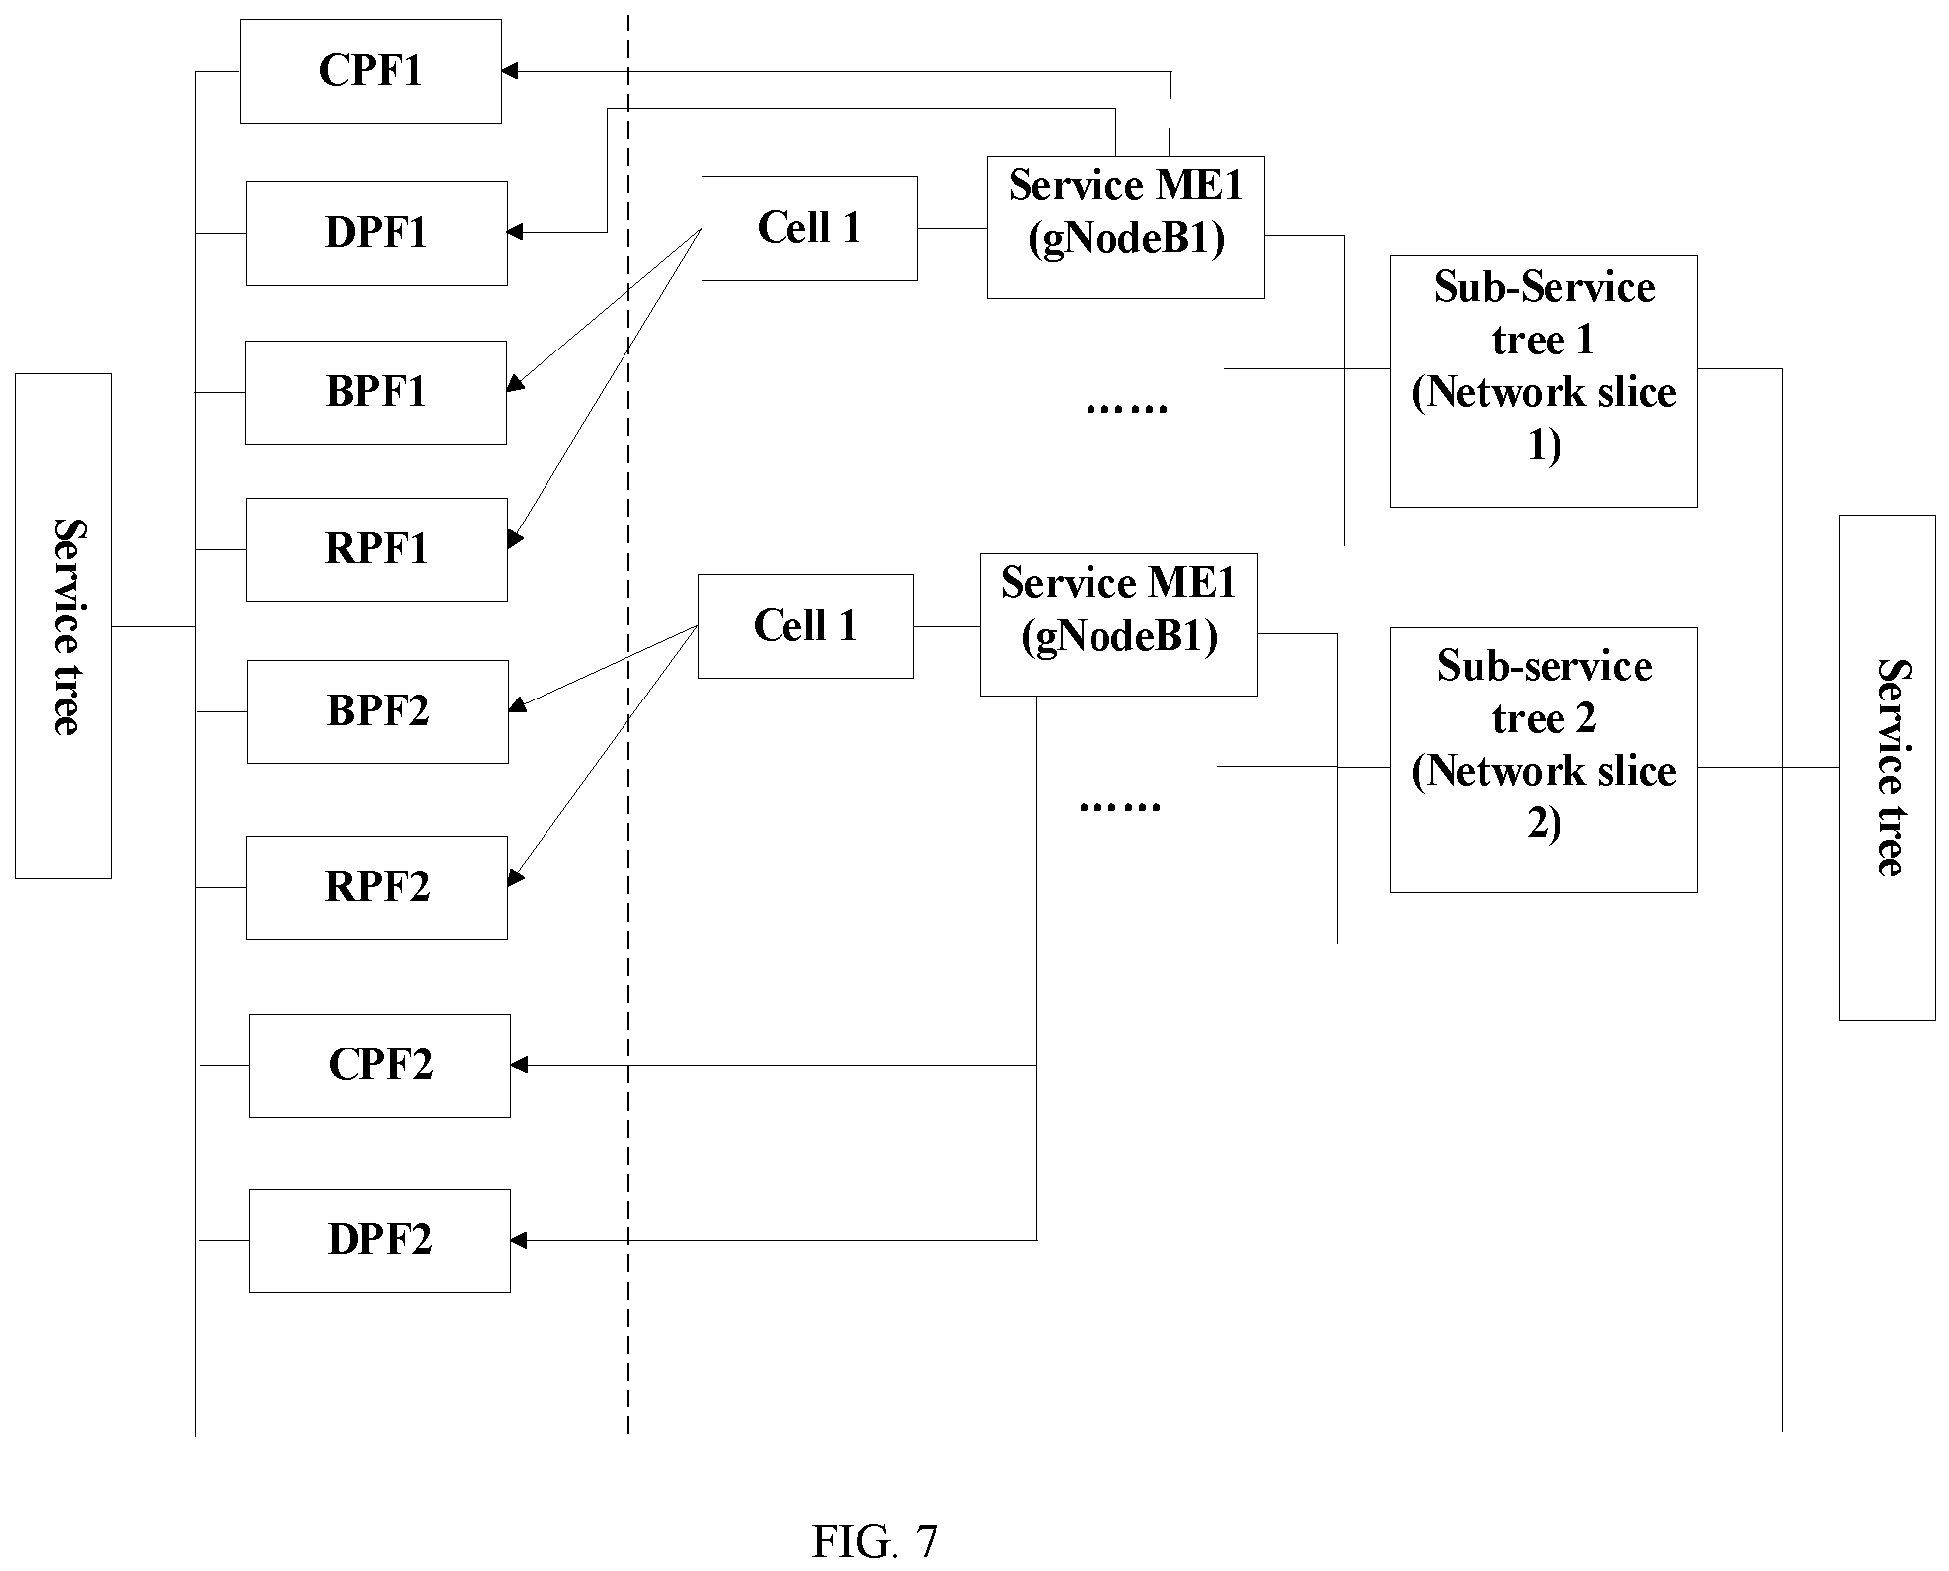 CPF1
DPF1
BPF1
RPF1
BPF2
RPF2
CPF2
DPF2
Service tree
Cell 1
Service ME1
(gNodeB1)
……
Sub-Service
tree 1
(Network slice
1)
Cell 1
Service ME1
(gNodeB1)
……
Sub-service
tree 2
(Network slice
2)
Service tree
FIG. 7